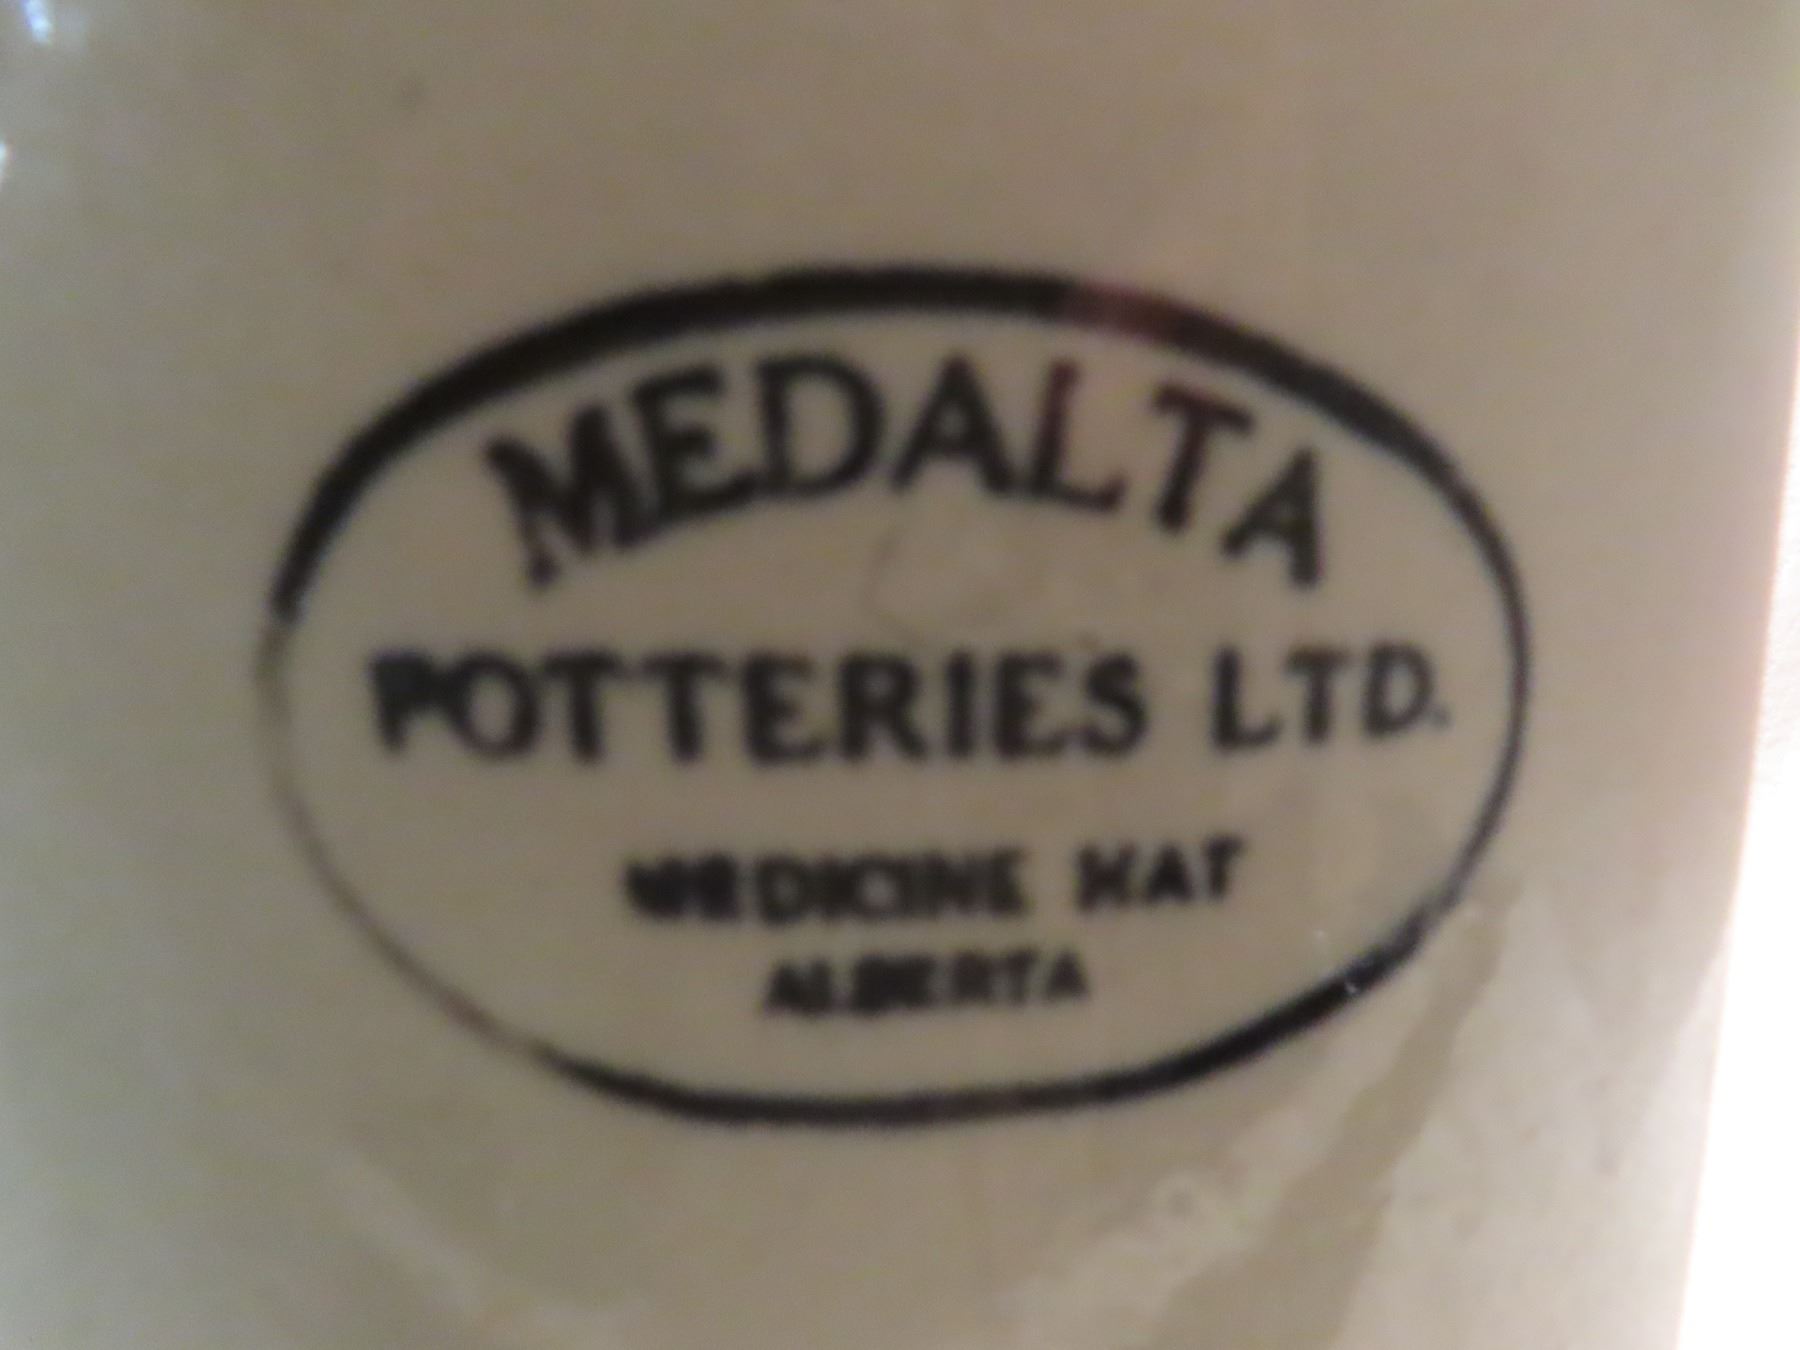 MEDALTA
POTTERIES LTD.
MEDICINE HAT
ALBERTA